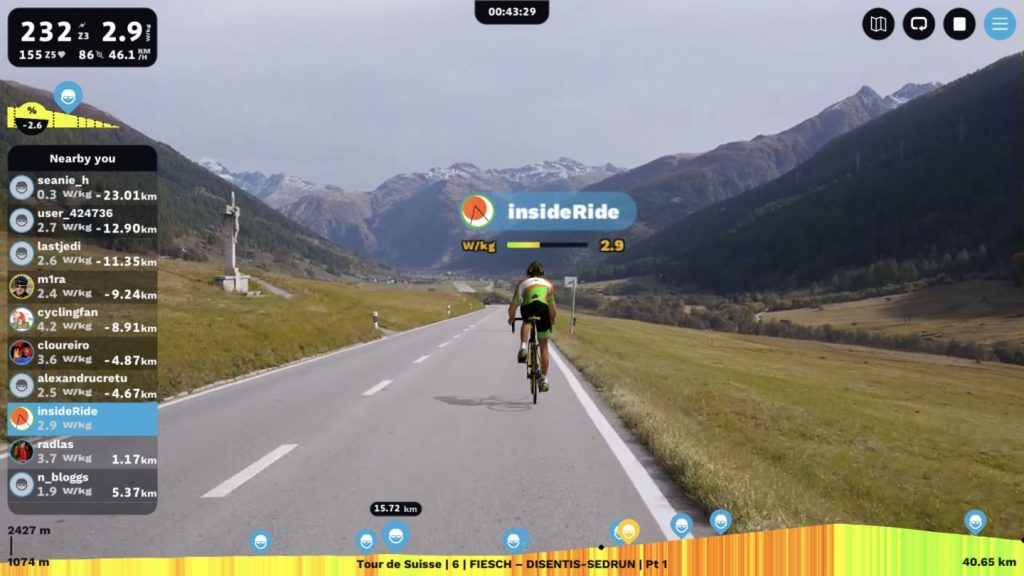 232 Z3 2.9 W/kg
155 Z5 86 46.1 KM/H
00:43:29
%
-2.6
Nearby you
seanie_h
0.3 W/kg -23.01km
user_424736
2.7 W/kg -12.90km
lastjedi
2.6 W/kg -11.35km
m1ra
2.4 W/kg -9.24km
cyclingfan
4.2 W/kg -8.91km
cloureiro
3.6 W/kg -4.87km
alexandrucretu
2.5 W/kg -4.67km
insideRide
2.9 W/kg
radlas
3.7 W/kg 1.17km
n_bloggs
1.9 W/kg 5.37km
insideRide
W/kg 2.9
15.72 km
2427 m
1074 m
Tour de Suisse | 6 | FIESCH – DISENTIS-SEDRUN | Pt 1
40.65 km